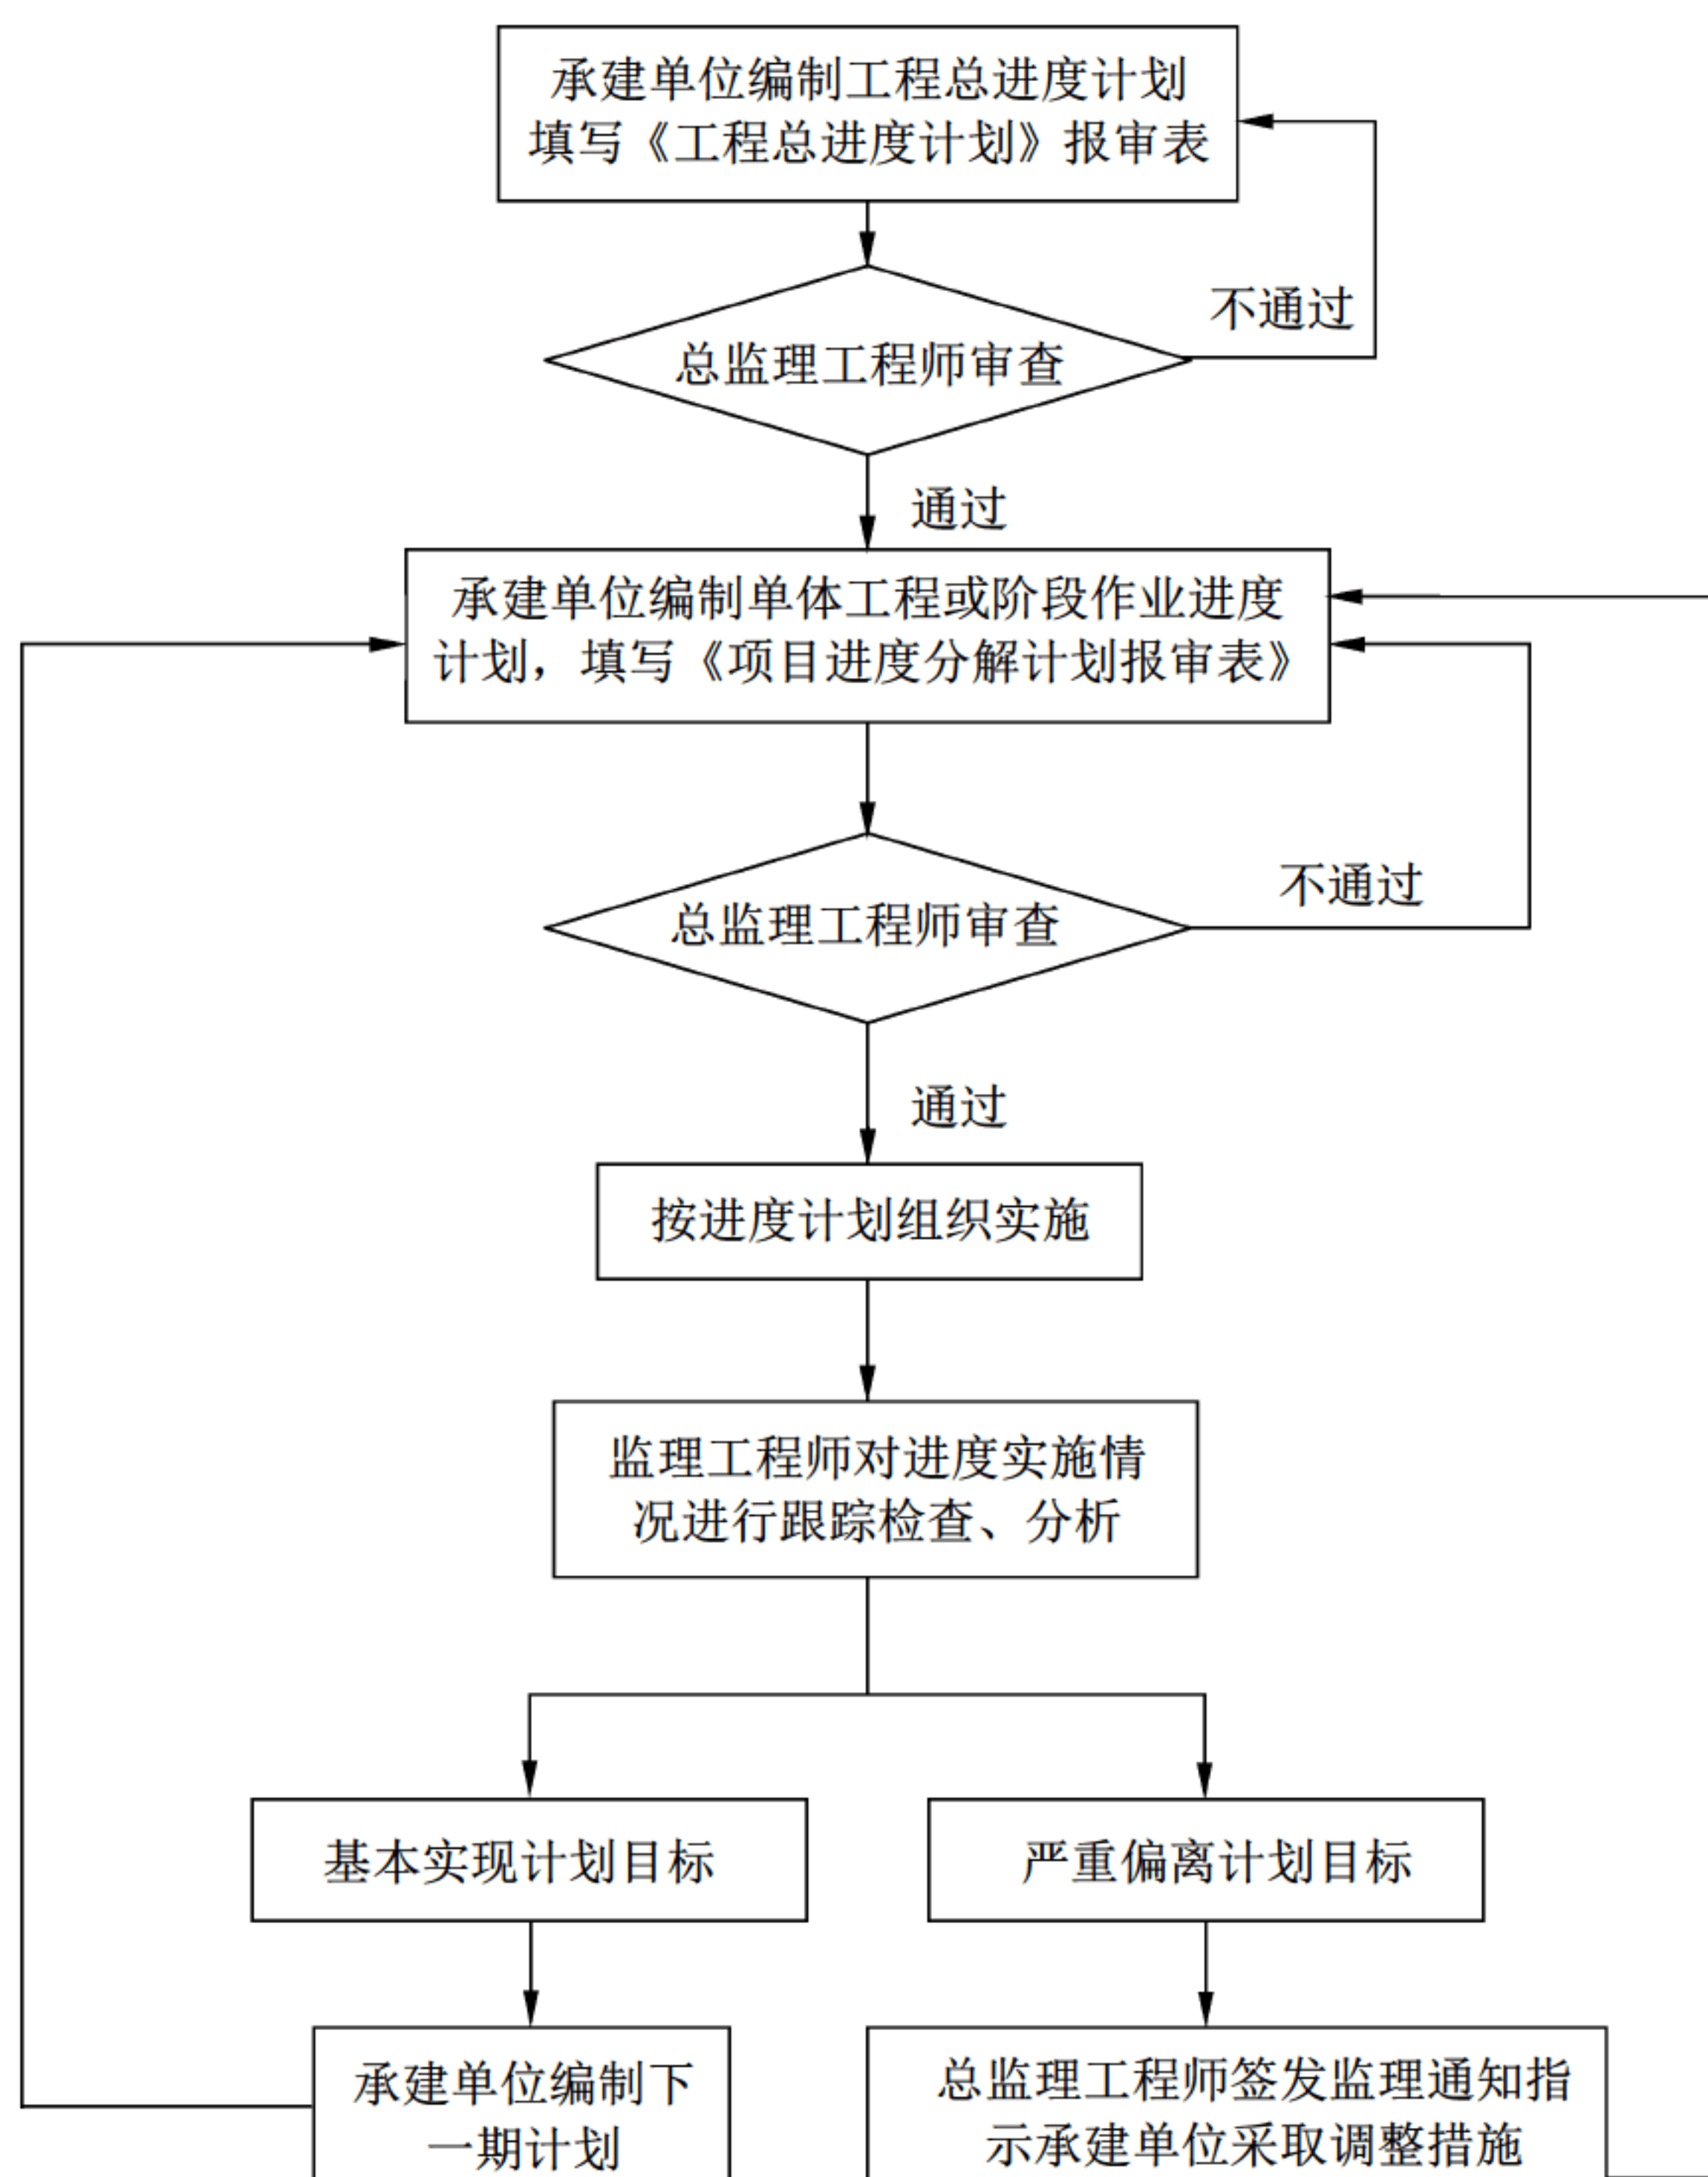 承建单位编制工程总进度计划
填写《工程总进度计划》报审表
不通过
总监理工程师审查
通过
承建单位编制单体工程或阶段作业进度
计划，填写《项目进度分解计划报审表》
不通过
总监理工程师审查
通过
按进度计划组织实施
监理工程师对进度实施情
况进行跟踪检查、分析
基本实现计划目标
严重偏离计划目标
承建单位编制下
一期计划
总监理工程师签发监理通知指
示承建单位采取调整措施